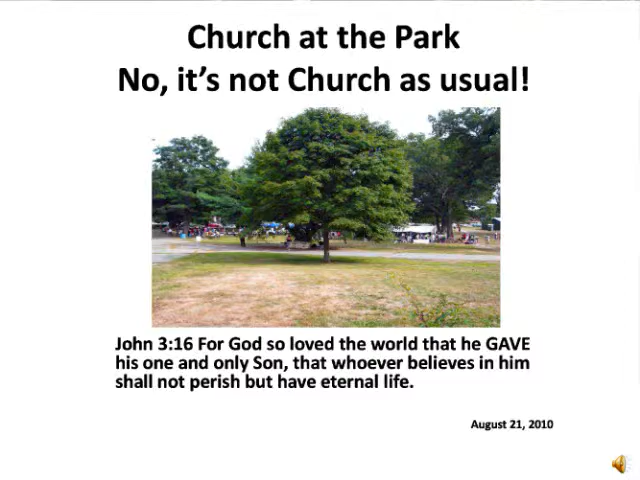 Church at the Park
No, it’s not Church as usual!
John 3:16 For God so loved the world that he GAVE
his one and only Son, that whoever believes in him
shall not perish but have eternal life.
August 21, 2010